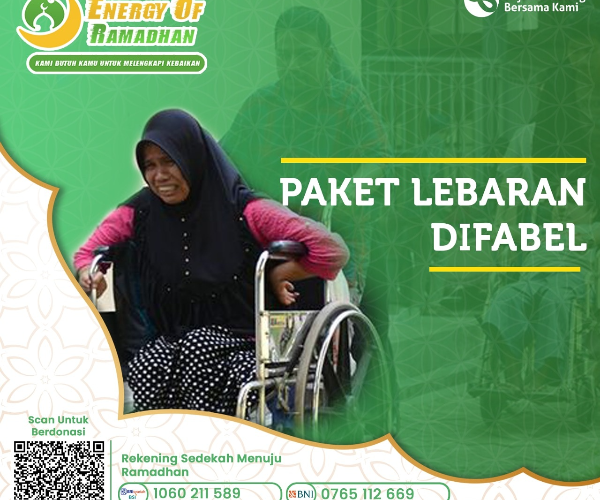 ENERGY OF
RAMADHAN
KAMI BUTUH KAMU UNTUK MELENGKAPI KEBAIKAN
Bersama Kami
PAKET LEBARAN
DIFABEL
Scan Untuk
Berdonasi
Rekening Sedekah Menuju
Ramadhan
BSI 1060 211 589
BNI 0765 112 669